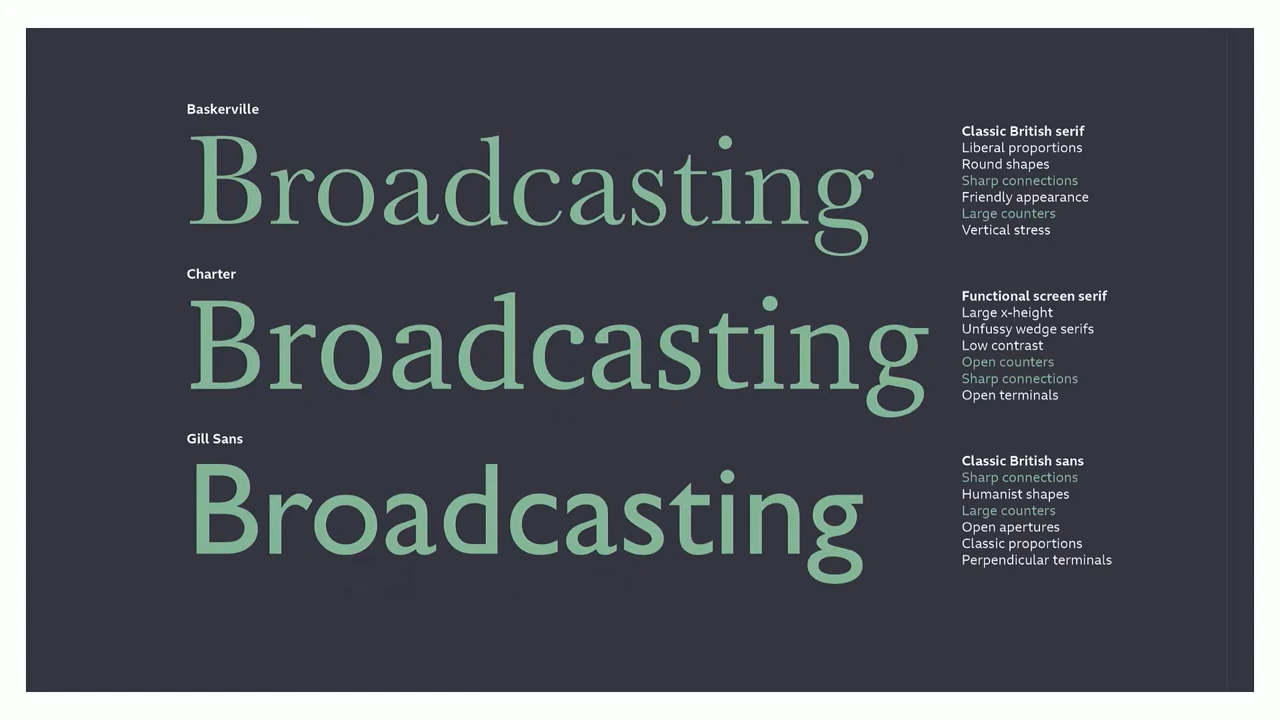 Baskerville
Broadcasting
Classic British serif
Liberal proportions
Round shapes
Sharp connections
Friendly appearance
Large counters
Vertical stress
Charter
Broadcasting
Functional screen serif
Large x-height
Unfussy wedge serifs
Low contrast
Open counters
Sharp connections
Open terminals
Gill Sans
Broadcasting
Classic British sans
Sharp connections
Humanist shapes
Large counters
Open apertures
Classic proportions
Perpendicular terminals